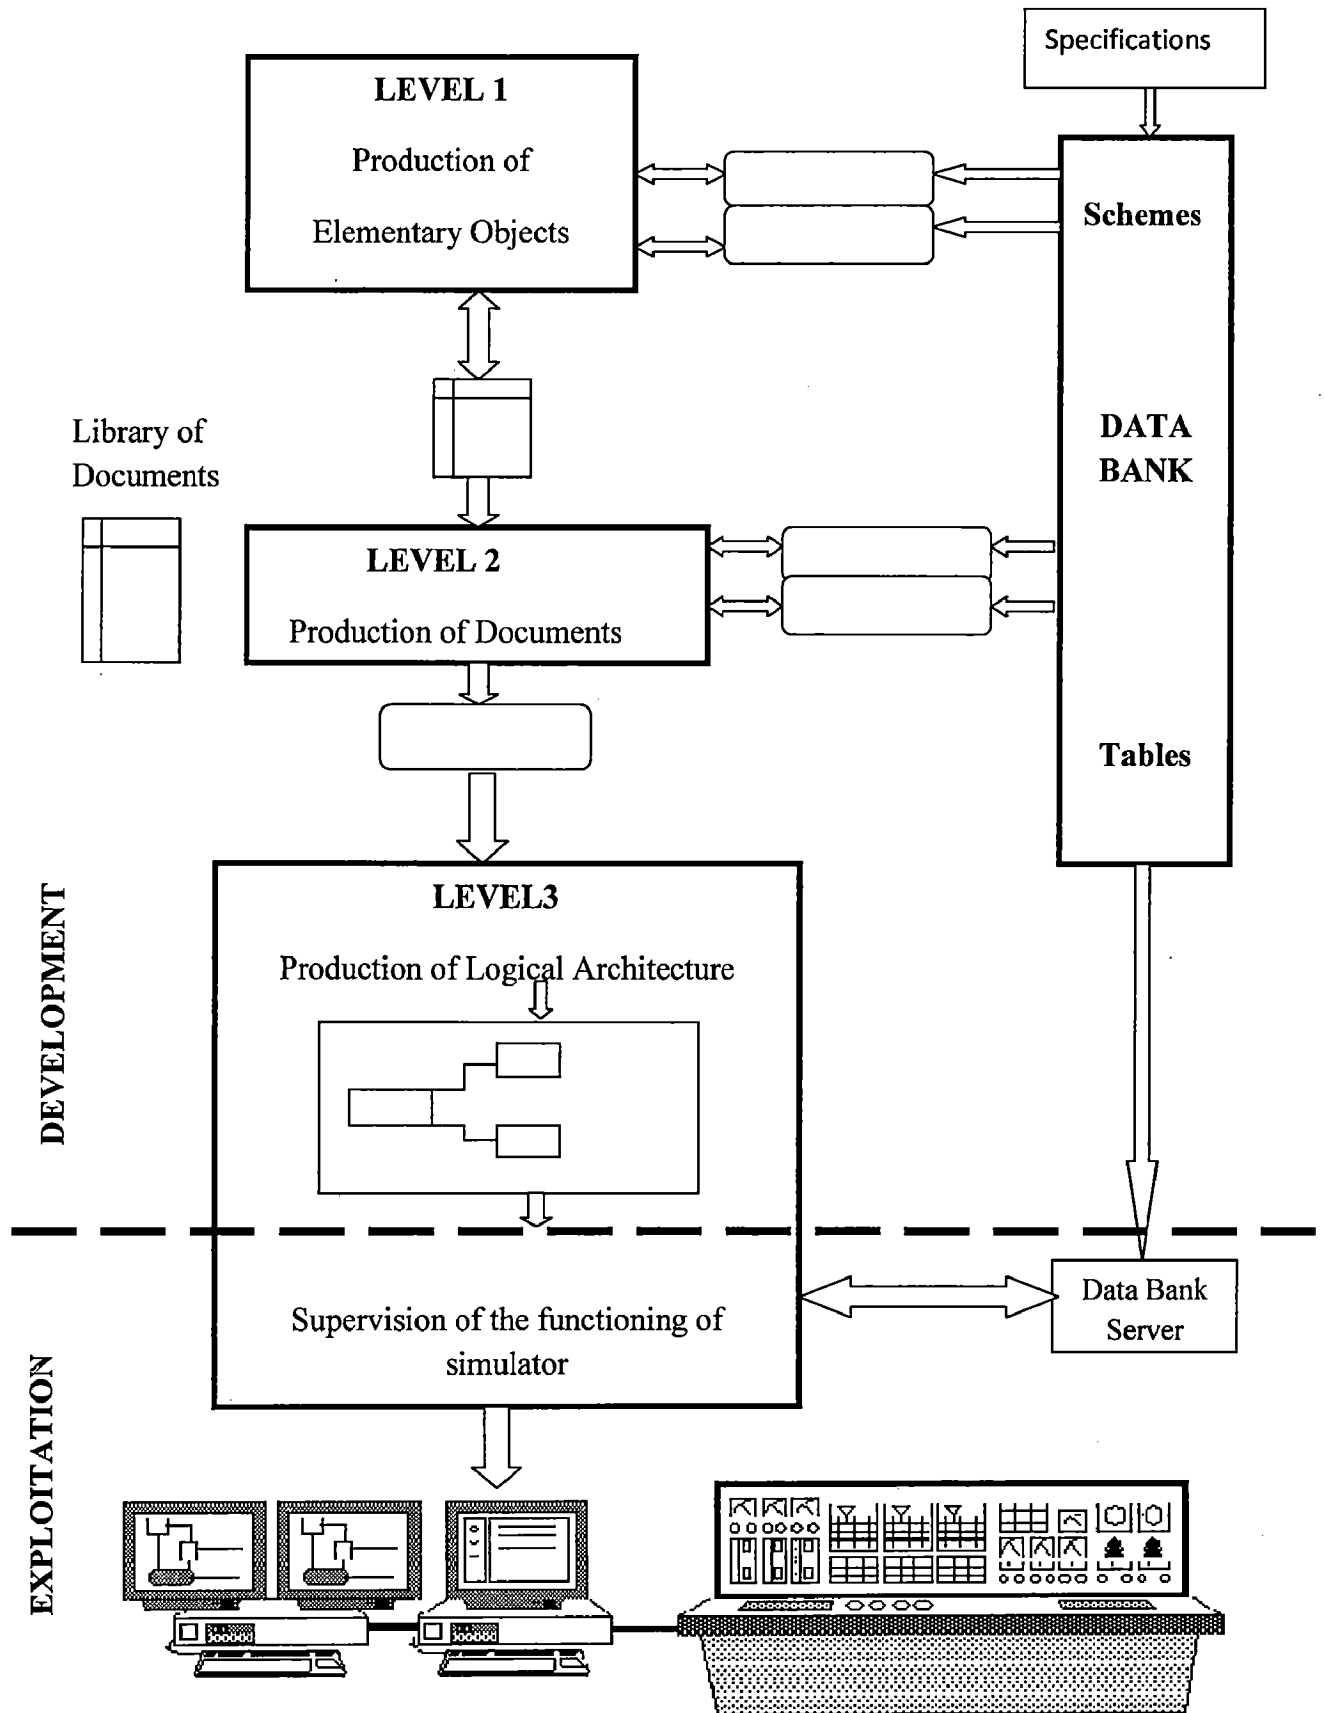 Specifications
LEVEL 1
Production of
Elementary Objects
Schemes
DATA
BANK
Tables
Library of
Documents
LEVEL 2
Production of Documents
LEVEL3
Production of Logical Architecture
DEVELOPMENT
Supervision of the functioning of
simulator
Data Bank
Server
EXPLOITATION